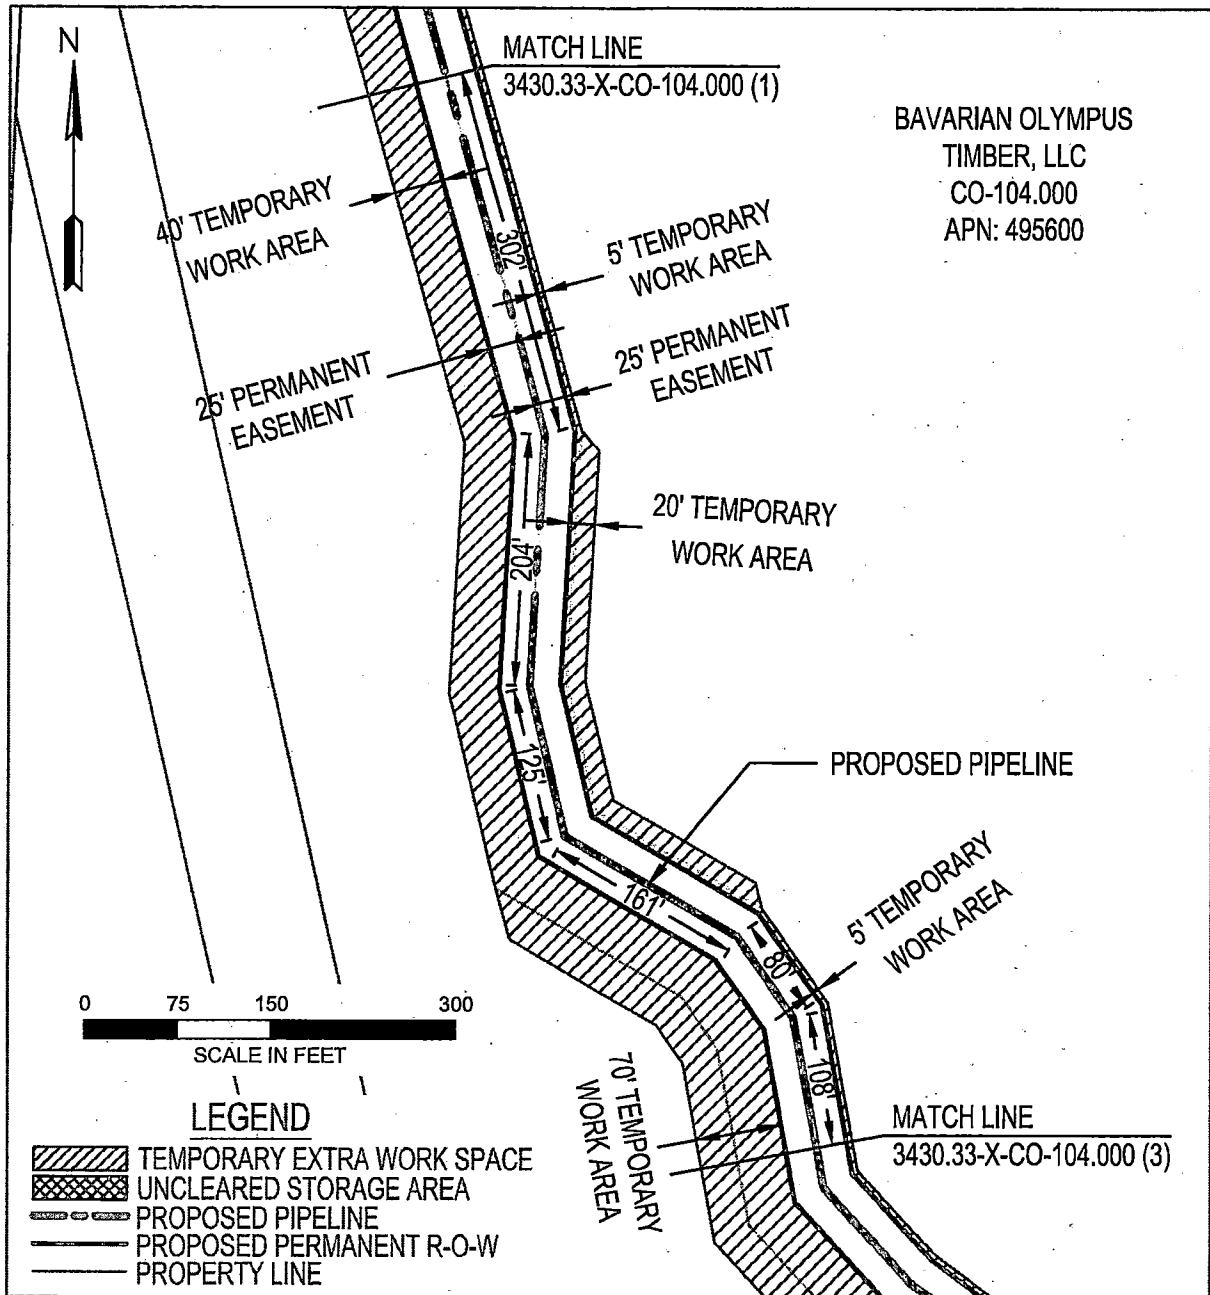 N
MATCH LINE
3430.33-X-CO-104.000 (1)
BAVARIAN OLYMPUS
TIMBER, LLC
CO-104.000
APN: 495600
40' TEMPORARY
WORK AREA
302'
5' TEMPORARY
WORK AREA
25' PERMANENT
EASEMENT
25' PERMANENT
EASEMENT
20' TEMPORARY
WORK AREA
204'
125'
PROPOSED PIPELINE
161'
5' TEMPORARY
WORK AREA
80'
0 75 150 300
SCALE IN FEET
108'
70' TEMPORARY
WORK AREA
MATCH LINE
3430.33-X-CO-104.000 (3)
LEGEND
TEMPORARY EXTRA WORK SPACE
UNCLEARED STORAGE AREA
PROPOSED PIPELINE
PROPOSED PERMANENT R-O-W
PROPERTY LINE